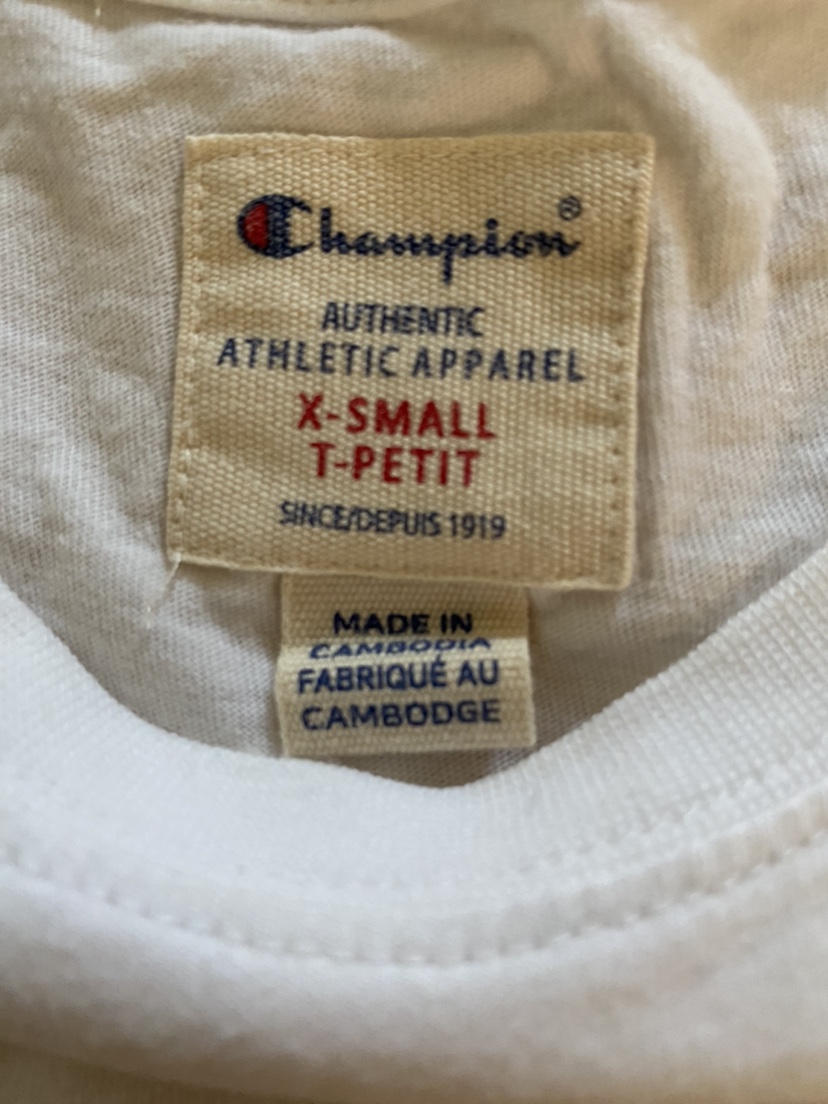 Champion®
AUTHENTIC
ATHLETIC APPAREL
X-SMALL
T-PETIT
SINCE/DEPUIS 1919
MADE IN
CAMBODIA
FABRIQUÉ AU
CAMBODGE